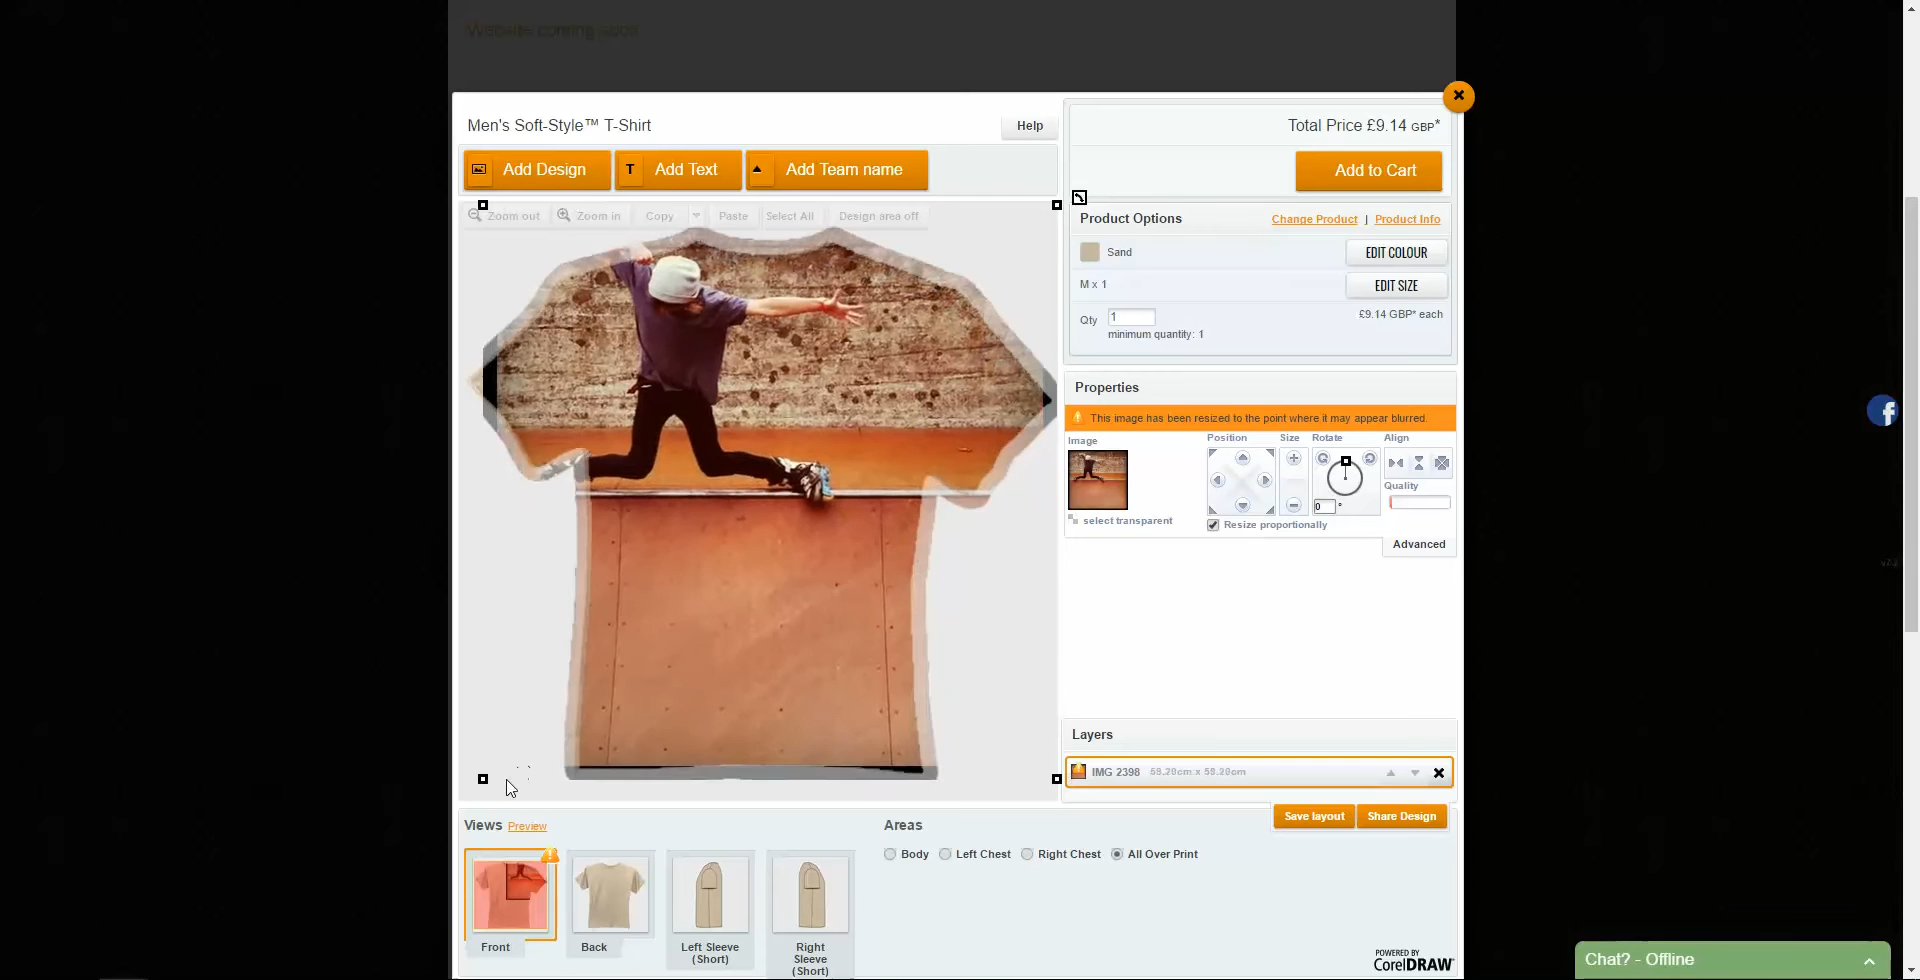 Website coming soon
Men's Soft-Style™ T-Shirt
Help
Total Price £9.14 GBP*
Add Design
T Add Text
Add Team name
Add to Cart
Zoom out
Zoom in
Copy
Paste
Select All
Design area off
Product Options
Change Product | Product Info
Sand
EDIT COLOUR
M x 1
EDIT SIZE
Qty 1
£9.14 GBP* each
minimum quantity: 1
Properties
This image has been resized to the point where it may appear blurred.
Image
Position
Size
Rotate
Align
Quality
0 °
select transparent
Resize proportionally
Advanced
Layers
IMG 2398 59.20cm x 59.20cm
Save layout
Share Design
Views Preview
Areas
Body
Left Chest
Right Chest
All Over Print
Front
Back
Left Sleeve
(Short)
Right
Sleeve
(Short)
POWERED BY
CorelDRAW
Chat? - Offline